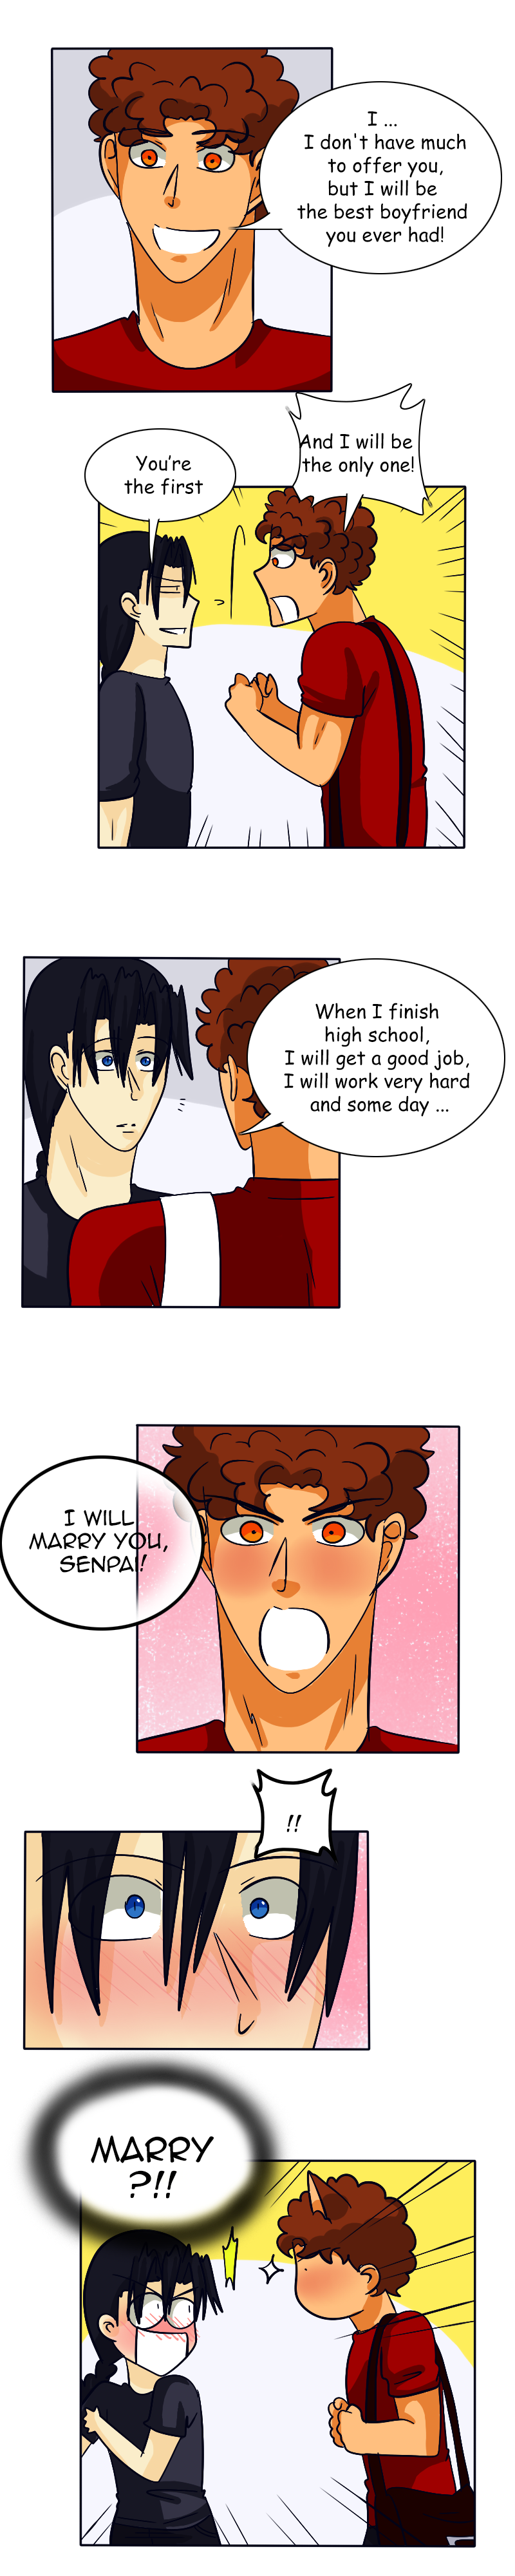 I ...
I don't have much
to offer you,
but I will be
the best boyfriend
you ever had!
You're
the first
And I will be
the only one!
When I finish
high school,
I will get a good job,
I will work very hard
and some day ...
I WILL
MARRY YOU,
SENPAI!
!!
MARRY
?!!